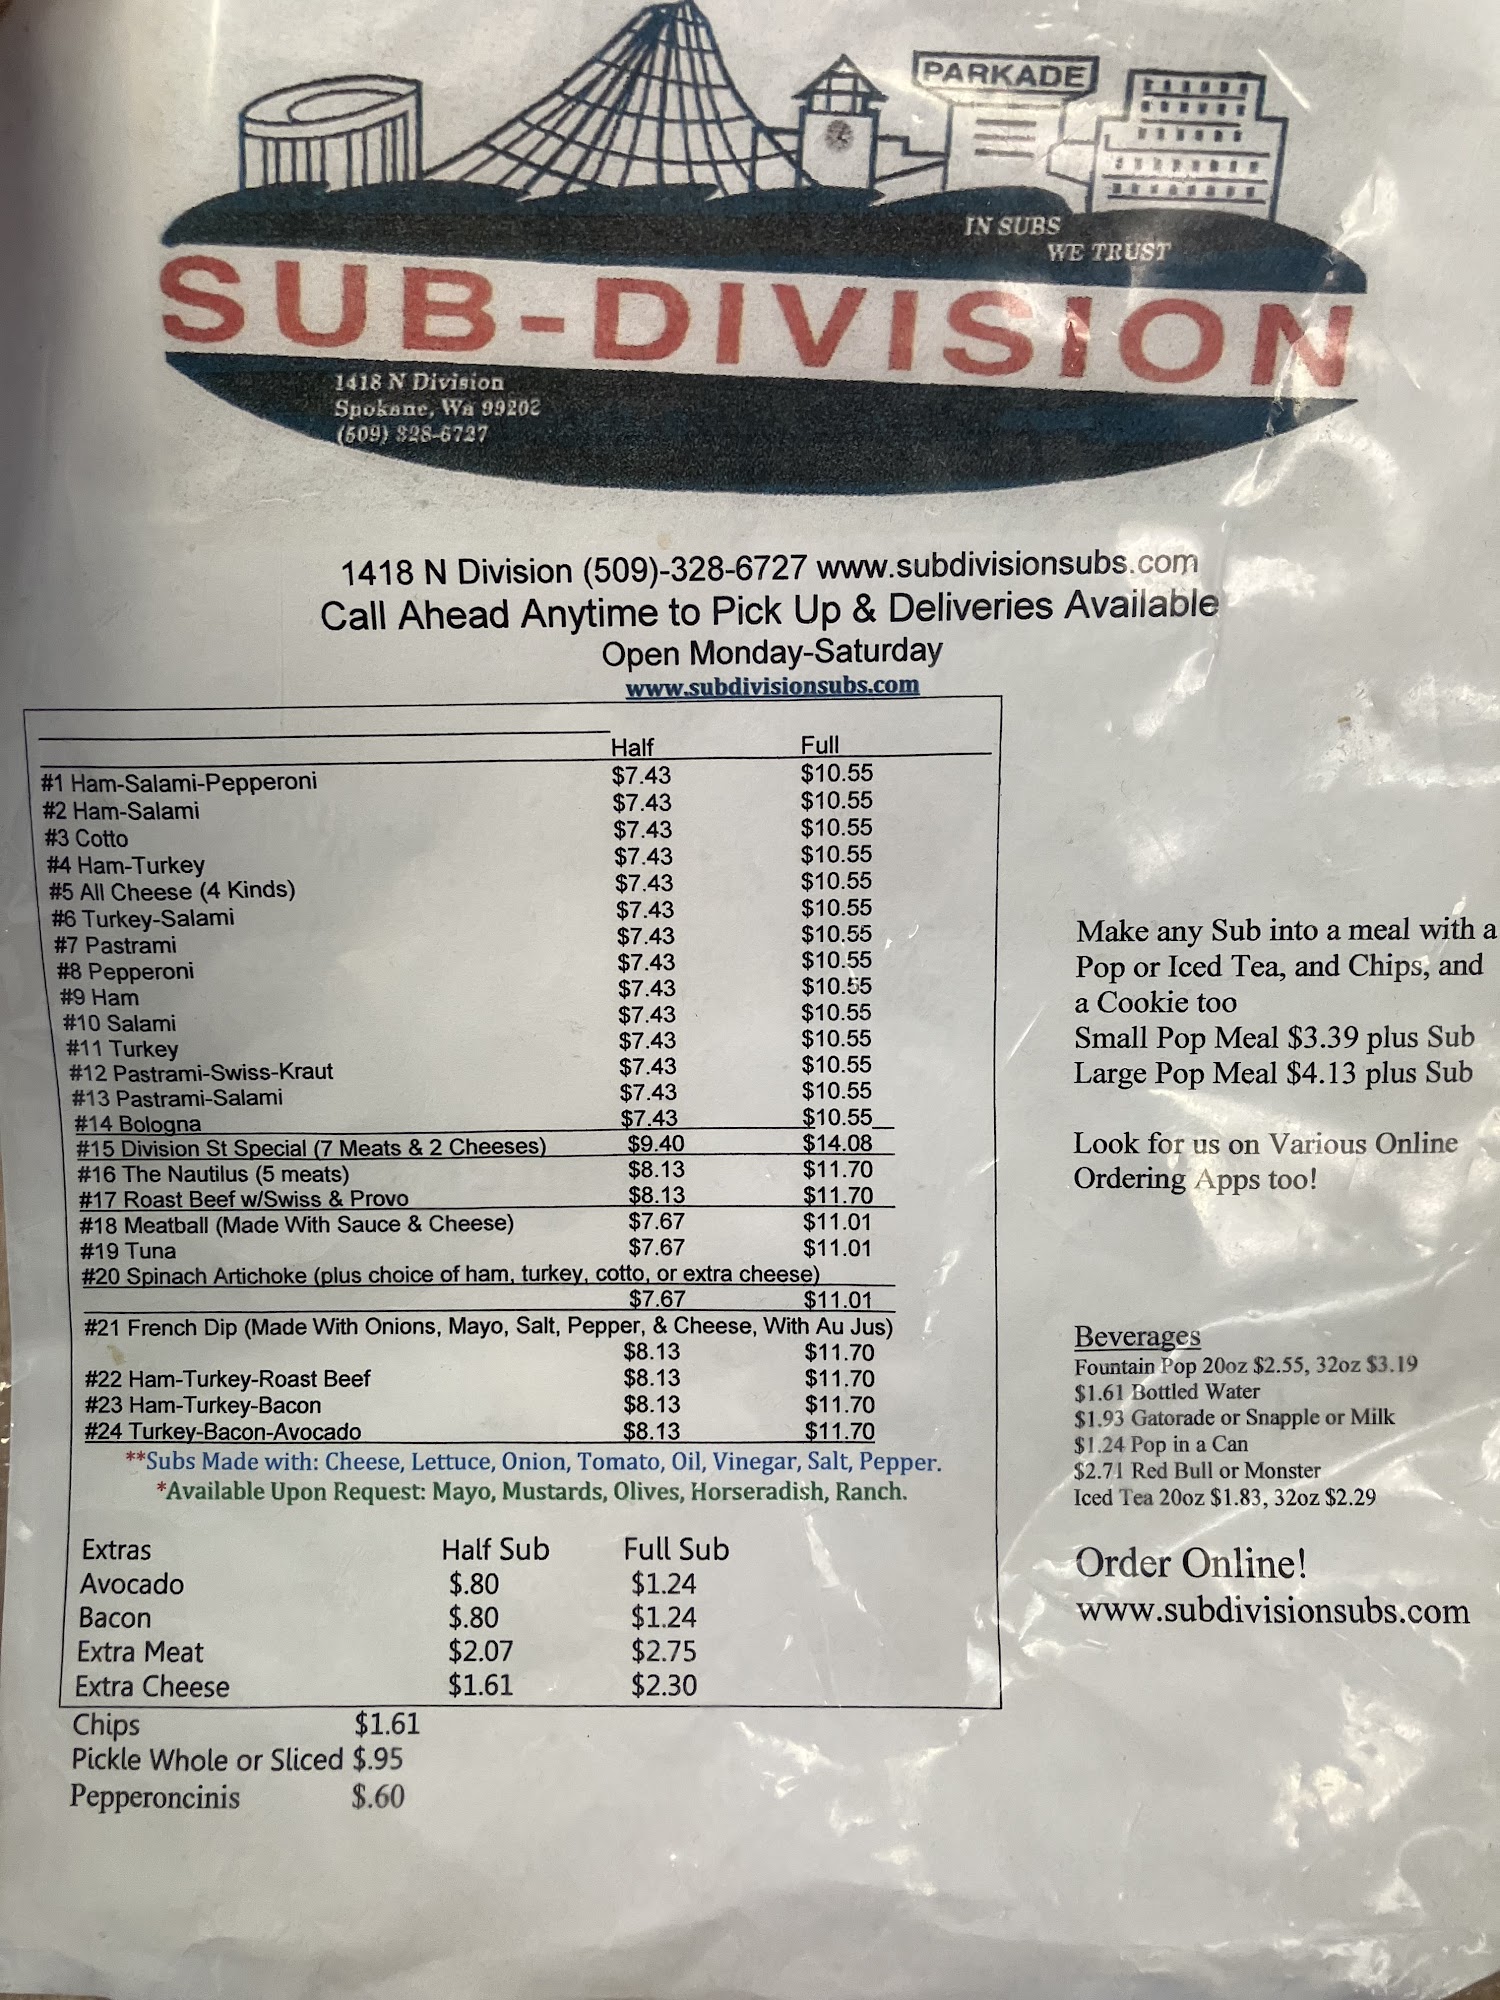 PARKADE
IN SUBS
WE TRUST
SUB-DIVISION
1418 N Division
Spokane, Wa 99202
(509) 328-6727
1418 N Division (509)-328-6727 www.subdivisionsubs.com
Call Ahead Anytime to Pick Up & Deliveries Available
Open Monday-Saturday
www.subdivisionsubs.com
Half Full
#1 Ham-Salami-Pepperoni $7.43 $10.55
#2 Ham-Salami $7.43 $10.55
#3 Cotto $7.43 $10.55
#4 Ham-Turkey $7.43 $10.55
#5 All Cheese (4 Kinds) $7.43 $10.55
#6 Turkey-Salami $7.43 $10.55
#7 Pastrami $7.43 $10.55
#8 Pepperoni $7.43 $10.55
#9 Ham $7.43 $10.55
#10 Salami $7.43 $10.55
#11 Turkey $7.43 $10.55
#12 Pastrami-Swiss-Kraut $7.43 $10.55
#13 Pastrami-Salami $7.43 $10.55
#14 Bologna $7.43 $10.55
#15 Division St Special (7 Meats & 2 Cheeses) $9.40 $14.08
#16 The Nautilus (5 meats) $8.13 $11.70
#17 Roast Beef w/Swiss & Provo $8.13 $11.70
#18 Meatball (Made With Sauce & Cheese) $7.67 $11.01
#19 Tuna $7.67 $11.01
#20 Spinach Artichoke (plus choice of ham, turkey, cotto, or extra cheese)
$7.67 $11.01
#21 French Dip (Made With Onions, Mayo, Salt, Pepper, & Cheese, With Au Jus)
$8.13 $11.70
#22 Ham-Turkey-Roast Beef $8.13 $11.70
#23 Ham-Turkey-Bacon $8.13 $11.70
#24 Turkey-Bacon-Avocado $8.13 $11.70
**Subs Made with: Cheese, Lettuce, Onion, Tomato, Oil, Vinegar, Salt, Pepper.
*Available Upon Request: Mayo, Mustards, Olives, Horseradish, Ranch.
Extras Half Sub Full Sub
Avocado $.80 $1.24
Bacon $.80 $1.24
Extra Meat $2.07 $2.75
Extra Cheese $1.61 $2.30
Chips $1.61
Pickle Whole or Sliced $.95
Pepperoncinis $.60
Make any Sub into a meal with a
Pop or Iced Tea, and Chips, and
a Cookie too
Small Pop Meal $3.39 plus Sub
Large Pop Meal $4.13 plus Sub
Look for us on Various Online
Ordering Apps too!
Beverages
Fountain Pop 20oz $2.55, 32oz $3.19
$1.61 Bottled Water
$1.93 Gatorade or Snapple or Milk
$1.24 Pop in a Can
$2.71 Red Bull or Monster
Iced Tea 20oz $1.83, 32oz $2.29
Order Online!
www.subdivisionsubs.com